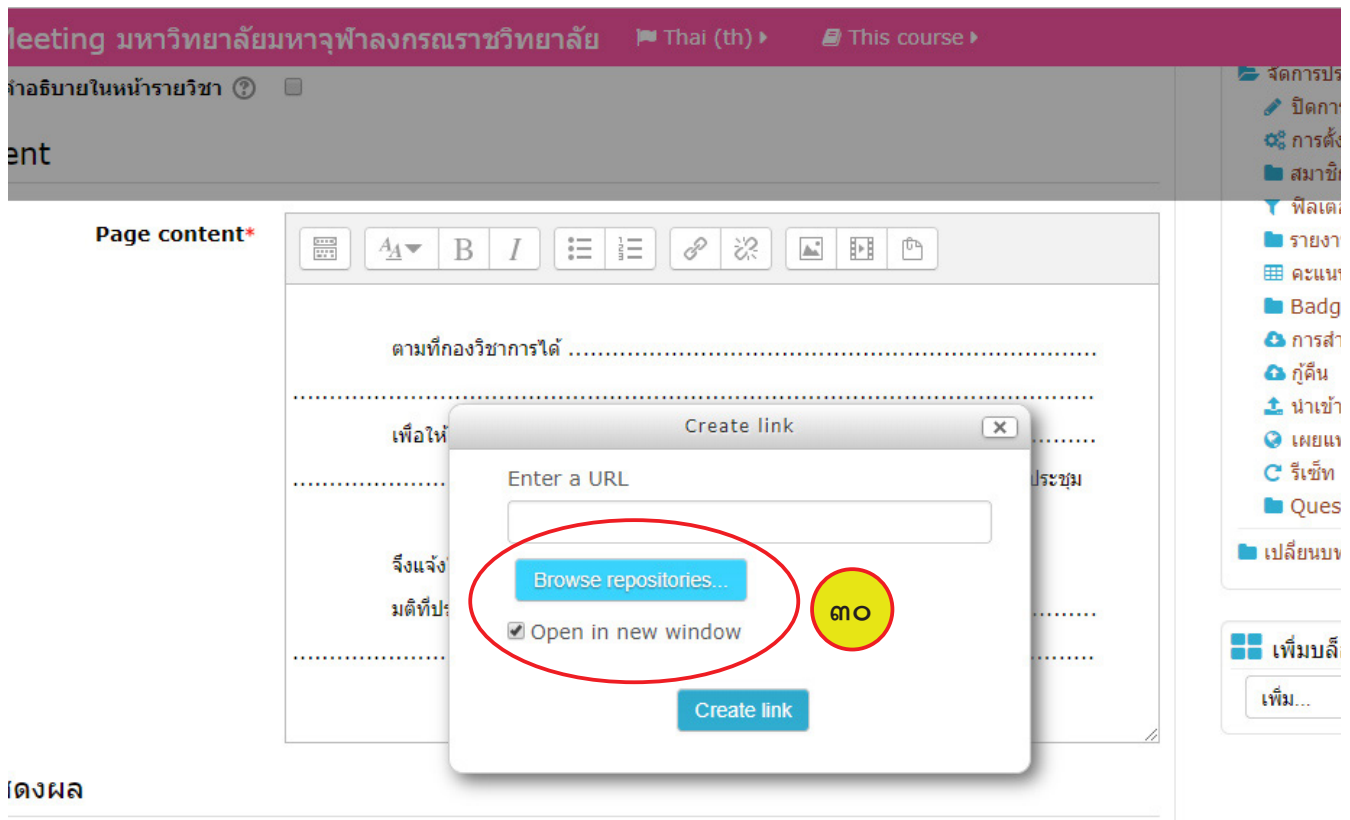 Meeting มหาวิทยาลัยมหาจุฬาลงกรณราชวิทยาลัย Thai (th) This course
คำอธิบายในหน้ารายวิชา
ent
Page content*
B I
ตามที่กองวิชาการได้ ......................................................................
เพื่อให้
ประชุม
จึงแจ้ง
มติที่ประ
Create link
Enter a URL
Browse repositories...
Open in new window
๓๐
Create link
สดงผล
จัดการประ
ปิดการ
การตั้ง
สมาชิก
ฟิลเตอ
รายงา
คะแนน
Badg
การสำ
กู้คืน
นำเข้า
เผยแพ
รีเซ็ท
Ques
เปลี่ยนบท
เพิ่มบล็
เพิ่ม...